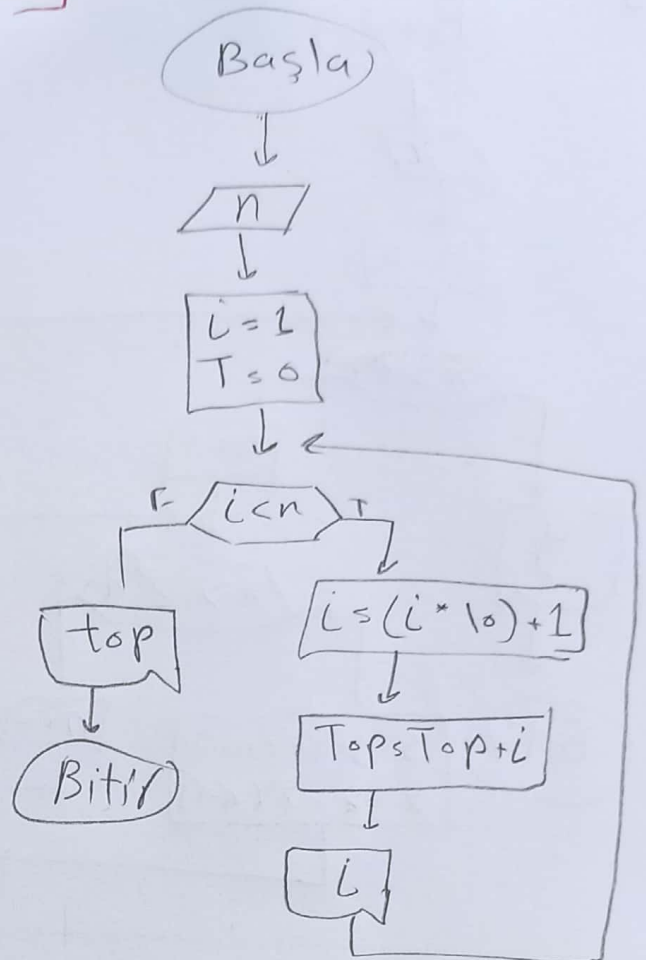 Başla
n
i = 1
T = 0
i<n
F
T
top
Bitir
i = (i * 10) + 1
Top = Top + i
i